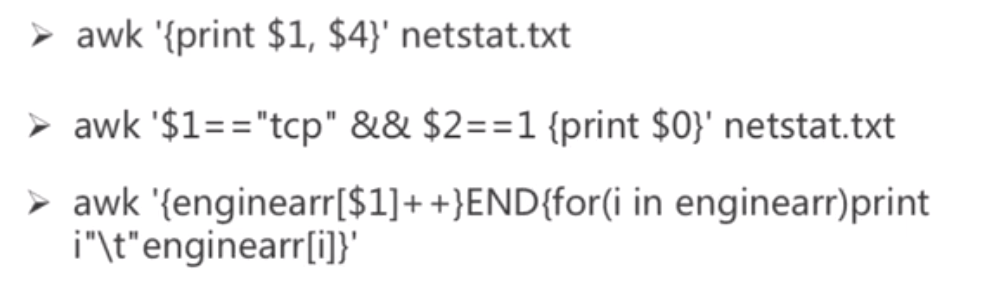 ➢ awk '{print $1, $4}' netstat.txt
➢ awk '$1=="tcp" && $2==1 {print $0}' netstat.txt
➢ awk '{enginearr[$1]++}END{for(i in enginearr)print
i"\t"enginearr[i]}'